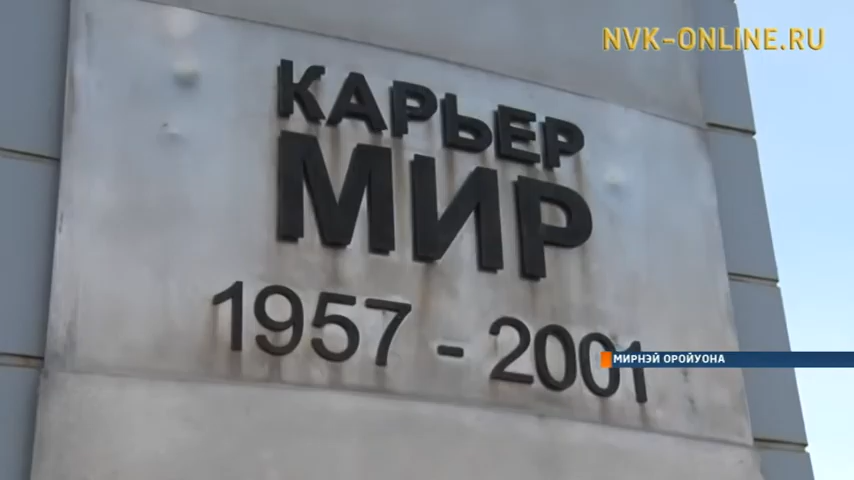 NVK-ONLINE.RU
КАРЬЕР
МИР
1957 - 2001
МИРНЭЙ ОРОЙУОНА